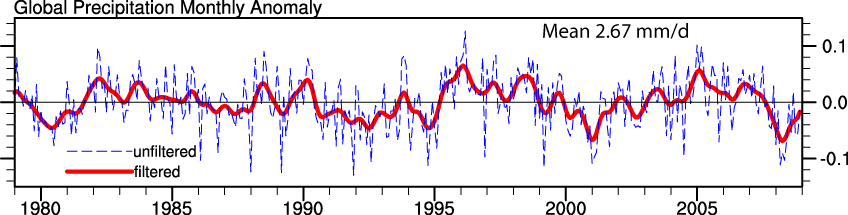 Global Precipitation Monthly Anomaly
Mean 2.67 mm/d
0.1
0.0
-0.1
unfiltered
filtered
1980 1985 1990 1995 2000 2005